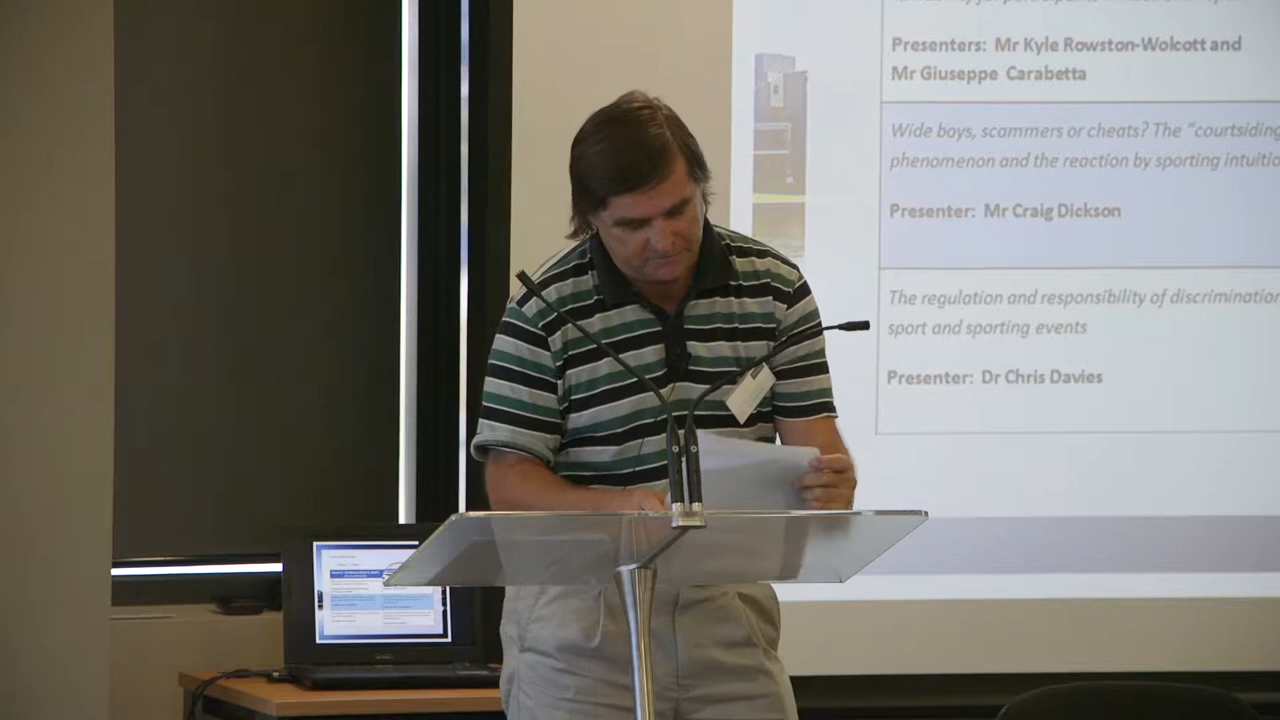 Presenters: Mr Kyle Rowston-Wolcott and
Mr Giuseppe Carabetta
Wide boys, scammers or cheats? The "courtsiding
phenomenon and the reaction by sporting intuitio
Presenter: Mr Craig Dickson
The regulation and responsibility of discrimination
sport and sporting events
Presenter: Dr Chris Davies